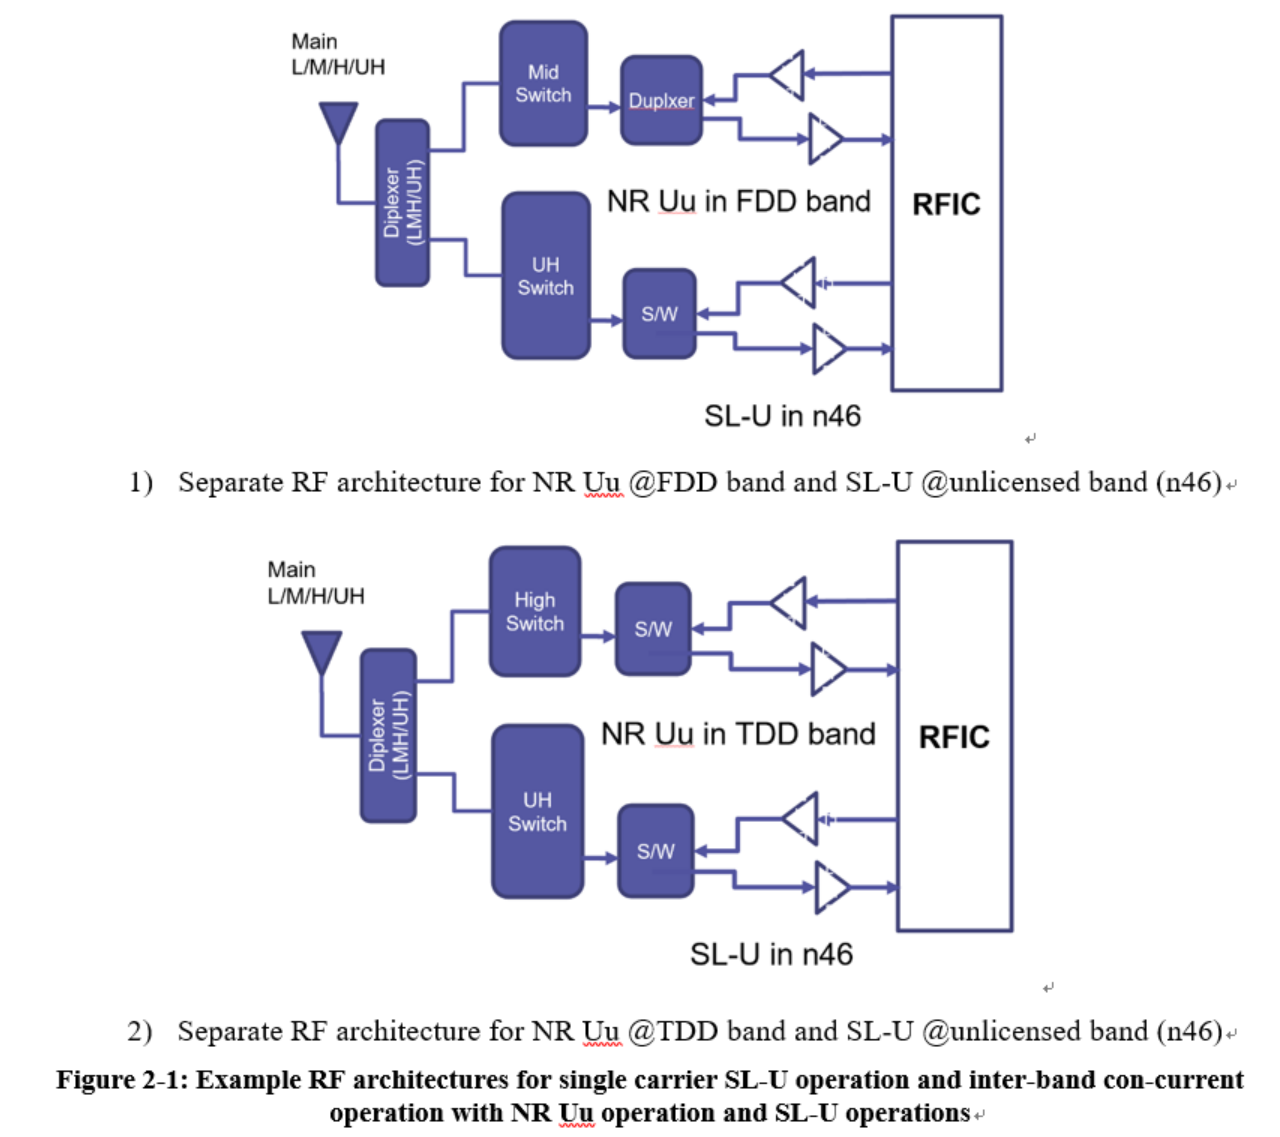 Main
L/M/H/UH
Mid
Switch
Duplxer
Diplexer
(LMH/UH)
NR Uu in FDD band
RFIC
UH
Switch
S/W
SL-U in n46
1) Separate RF architecture for NR Uu @FDD band and SL-U @unlicensed band (n46)
Main
L/M/H/UH
High
Switch
S/W
Diplexer
(LMH/UH)
NR Uu in TDD band
RFIC
UH
Switch
S/W
SL-U in n46
2) Separate RF architecture for NR Uu @TDD band and SL-U @unlicensed band (n46)
Figure 2-1: Example RF architectures for single carrier SL-U operation and inter-band con-current
operation with NR Uu operation and SL-U operations